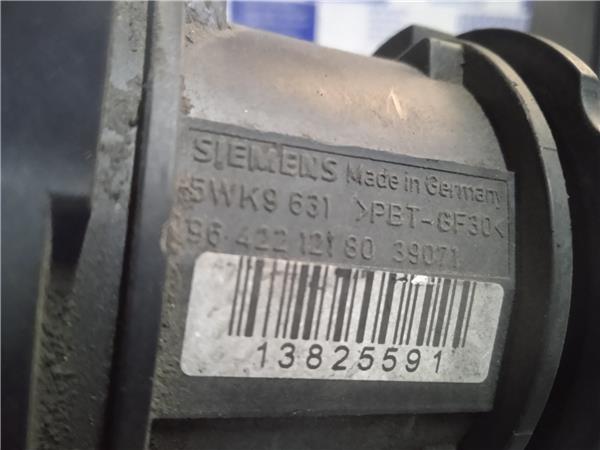 SIEMENS Made in Germany
5WK9 631 >PBT-GF30<
96 422 121 80 39071
13825591